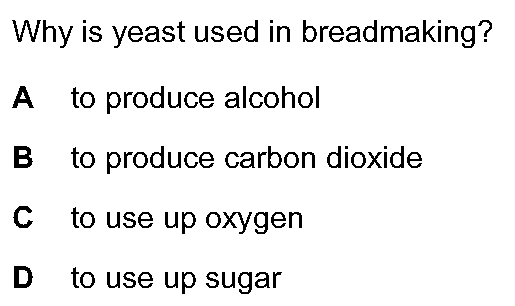 Why is yeast used in breadmaking?
A to produce alcohol
B to produce carbon dioxide
C to use up oxygen
D to use up sugar